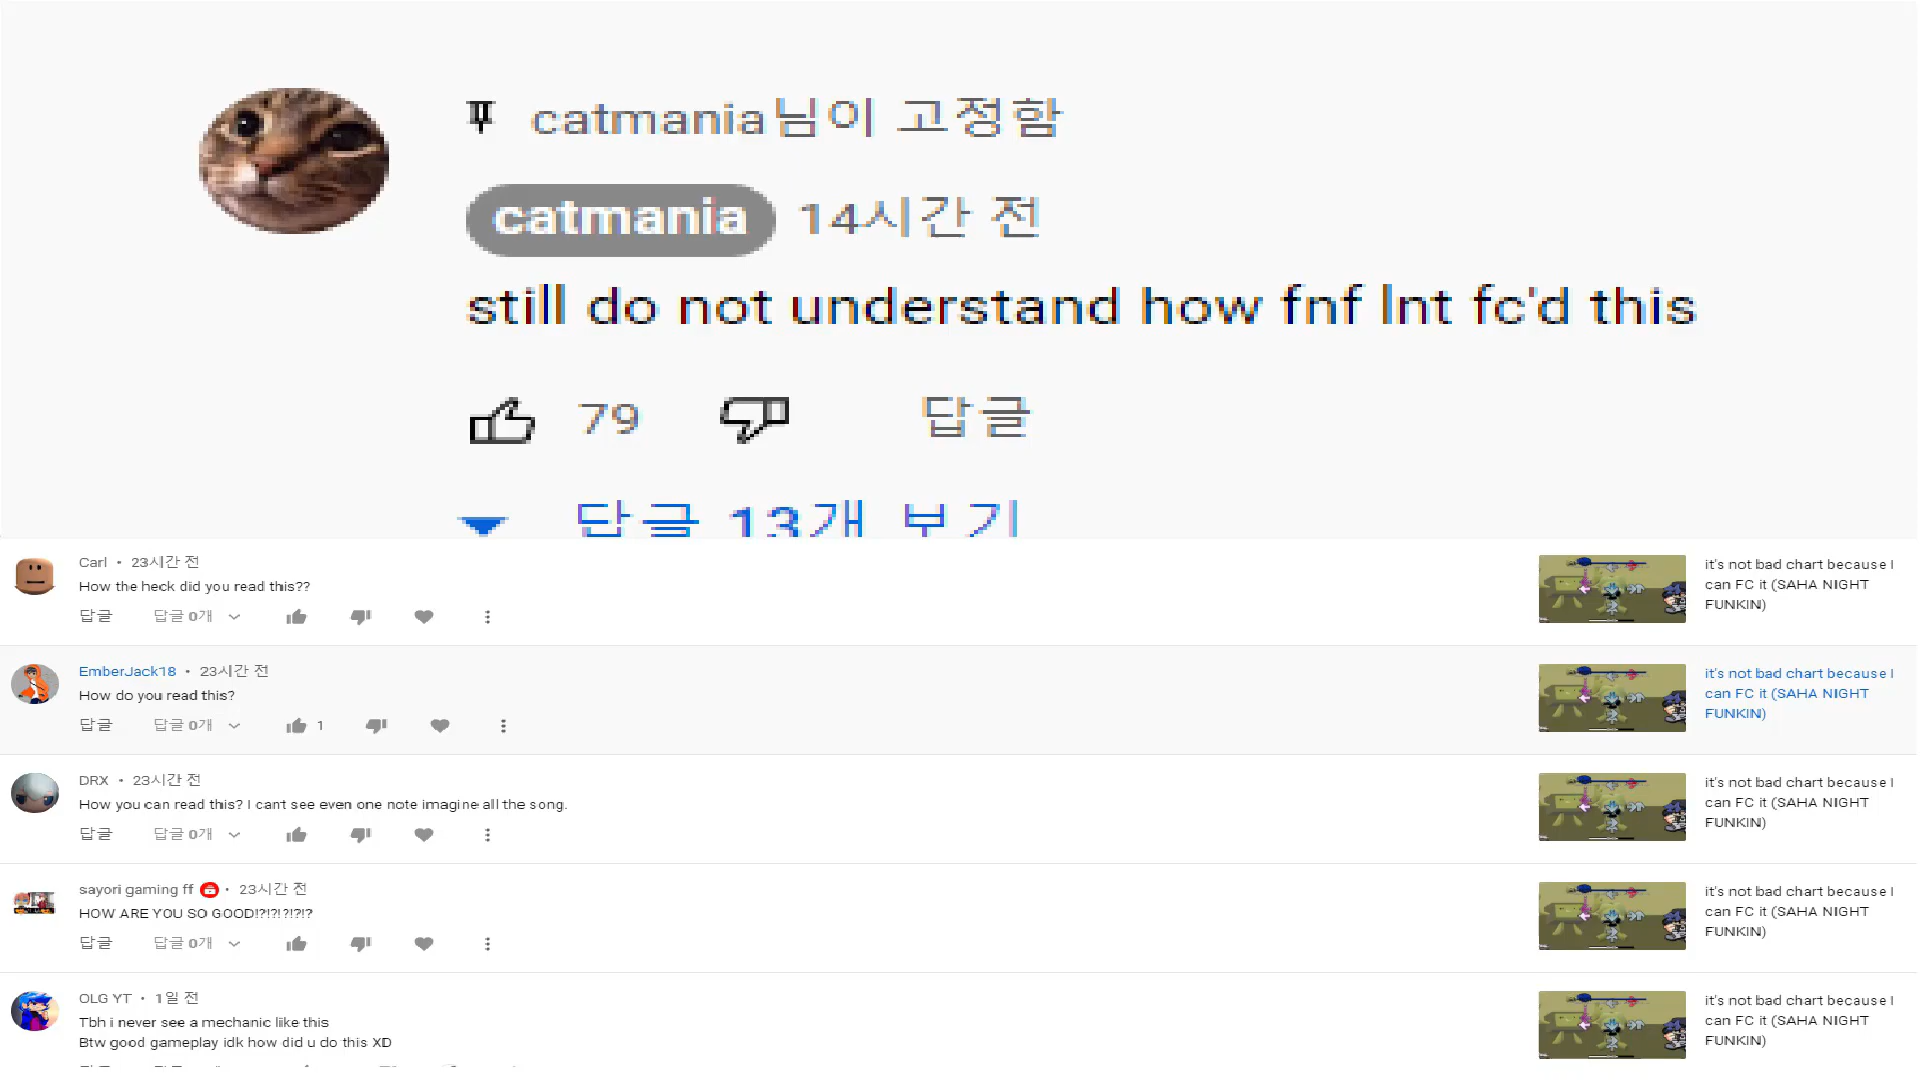 catmania님이 고정함
catmania 14시간 전
still do not understand how fnf lnt fc'd this
79 답글
답글 13개 보기
Carl • 23시간 전
How the heck did you read this??
답글 답글 0개
it's not bad chart because I
can FC it (SAHA NIGHT
FUNKIN)
EmberJack18 • 23시간 전
How do you read this?
답글 답글 0개 1
it's not bad chart because I
can FC it (SAHA NIGHT
FUNKIN)
DRX • 23시간 전
How you can read this? I cant see even one note imagine all the song.
답글 답글 0개
it's not bad chart because I
can FC it (SAHA NIGHT
FUNKIN)
sayori gaming ff • 23시간 전
HOW ARE YOU SO GOOD!?!?!?!?!?
답글 답글 0개
it's not bad chart because I
can FC it (SAHA NIGHT
FUNKIN)
OLG YT • 1일 전
Tbh i never see a mechanic like this
Btw good gameplay idk how did u do this XD
it's not bad chart because I
can FC it (SAHA NIGHT
FUNKIN)